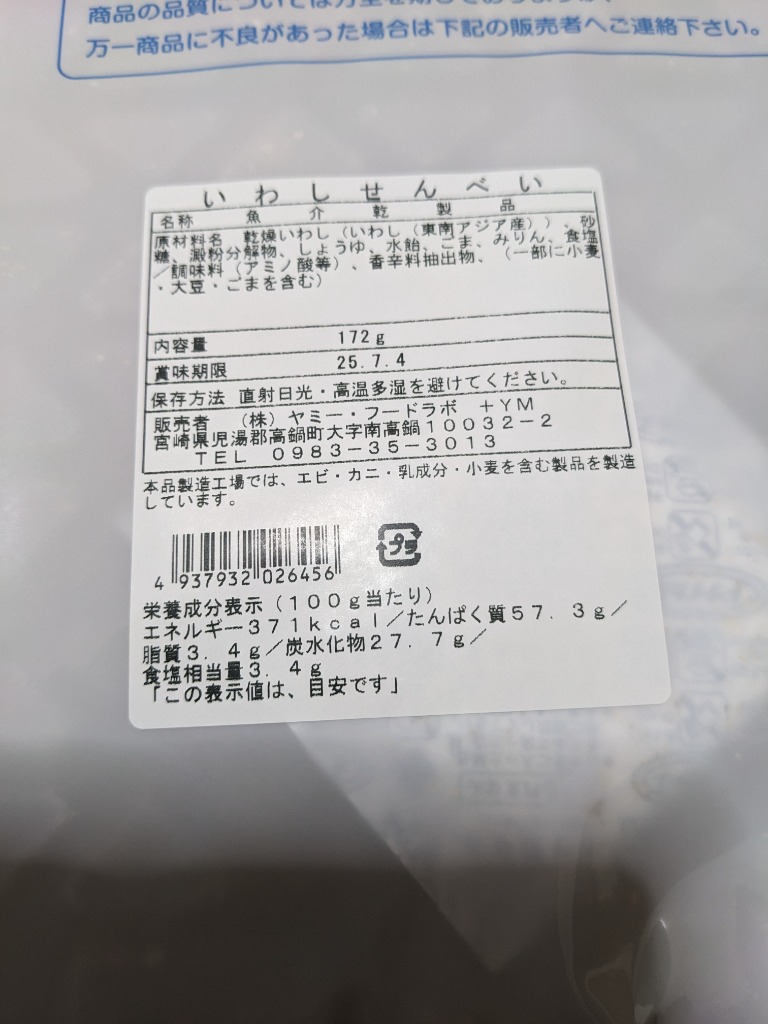 商品の品質については万全を期しておりますが、
万一商品に不良があった場合は下記の販売者へご連絡下さい。
いわしせんべい
名称 魚介乾製品
原材料名 乾燥いわし（いわし（東南アジア産））、砂
糖、澱粉分解物、しょうゆ、水飴、ごま、みりん、食塩
／調味料（アミノ酸等）、香辛料抽出物、（一部に小麦
・大豆・ごまを含む）
内容量 172g
賞味期限 25.7.4
保存方法 直射日光・高温多湿を避けてください。
販売者 （株）ヤミー・フードラボ ＋ＹＭ
宮崎県児湯郡高鍋町大字南高鍋１００３２－２
ＴＥＬ ０９８３－３５－３０１３
本品製造工場では、エビ・カニ・乳成分・小麦を含む製品を製造
しています。
プラ
4 937932 026456
栄養成分表示（１００ｇ当たり）
エネルギー３７１ｋｃａｌ／たんぱく質５７．３ｇ／
脂質３．４ｇ／炭水化物２７．７ｇ／
食塩相当量３．４ｇ
「この表示値は、目安です」